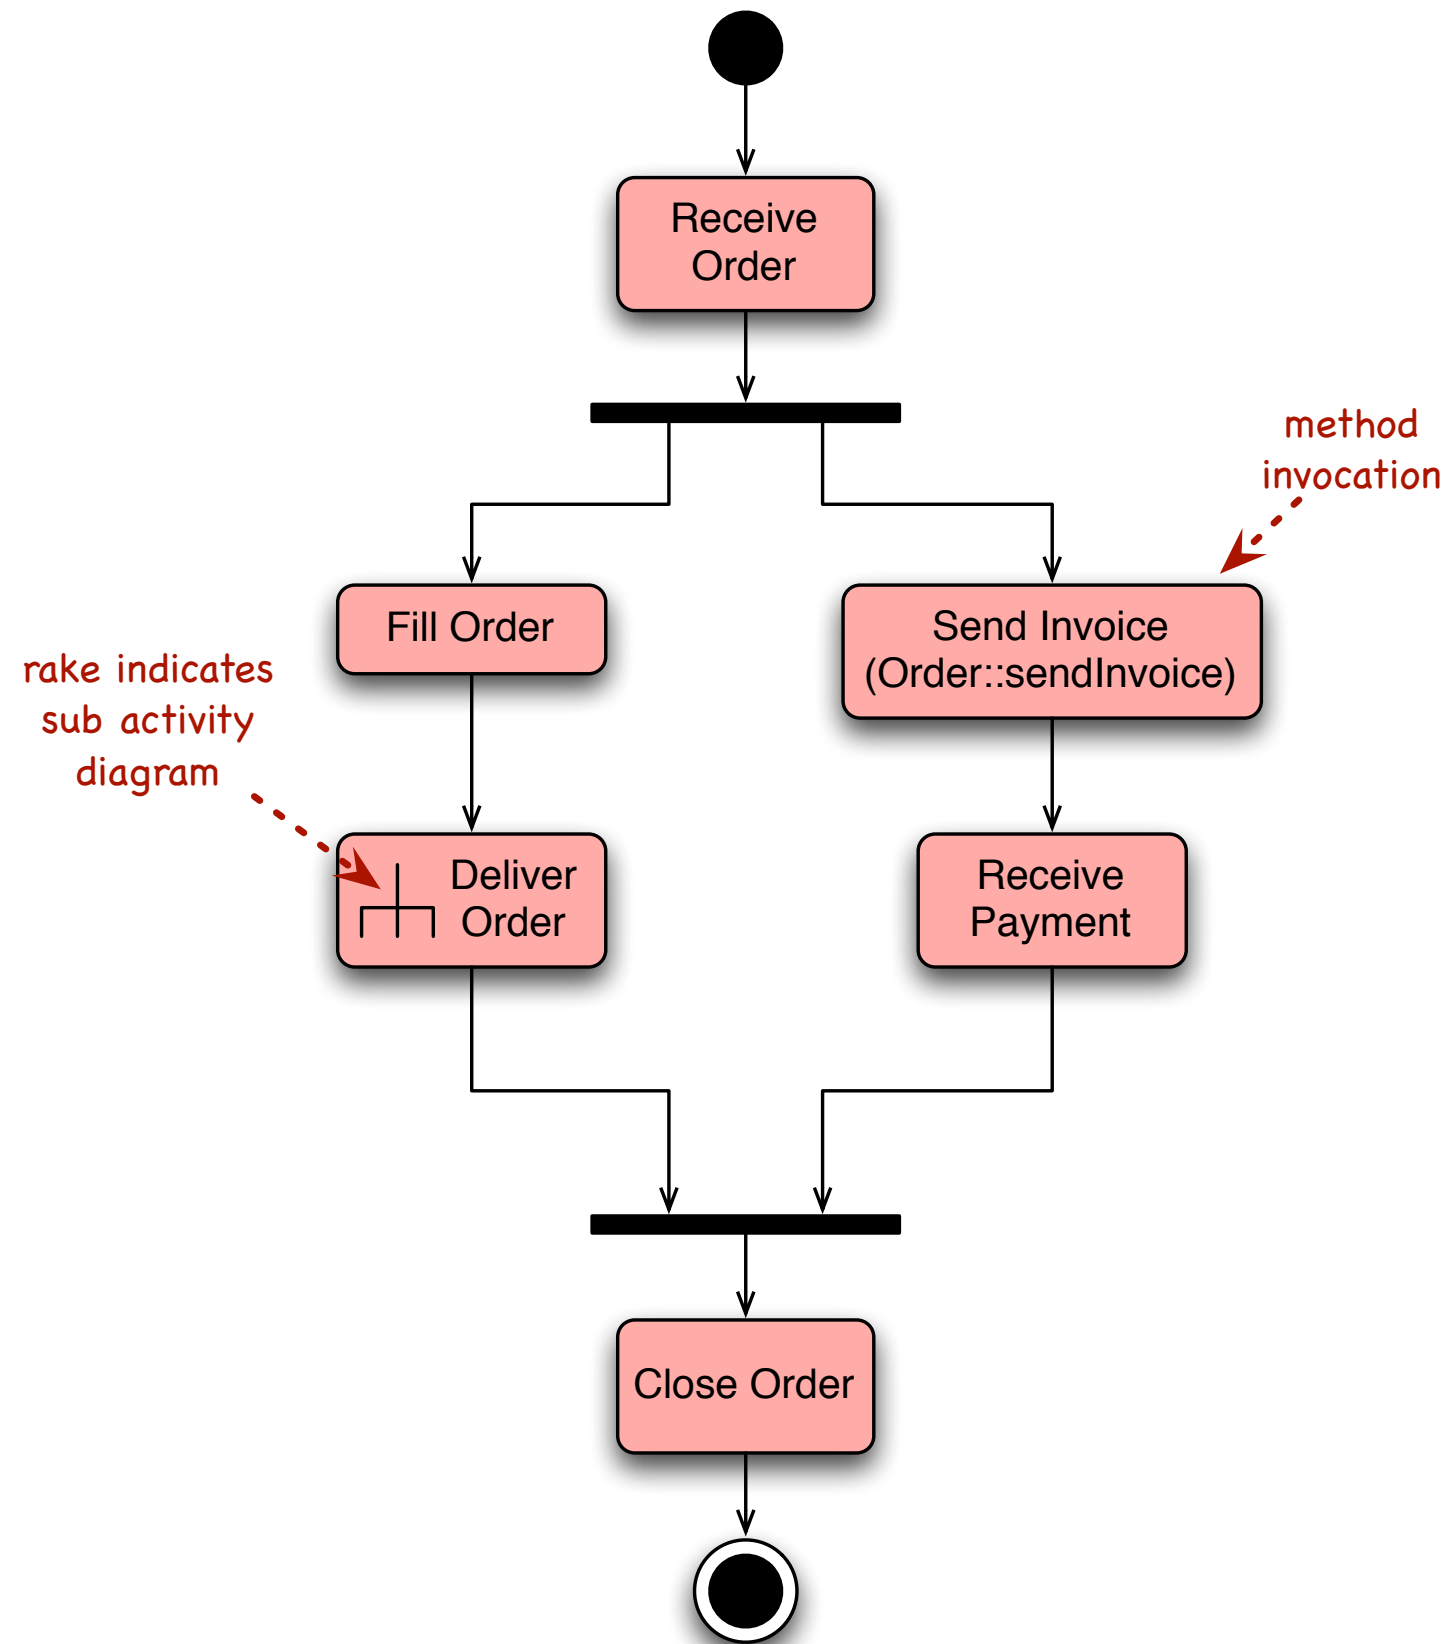 Receive
Order
method
invocation
Fill Order
Send Invoice
(Order::sendInvoice)
rake indicates
sub activity
diagram
Deliver
Order
Receive
Payment
Close Order